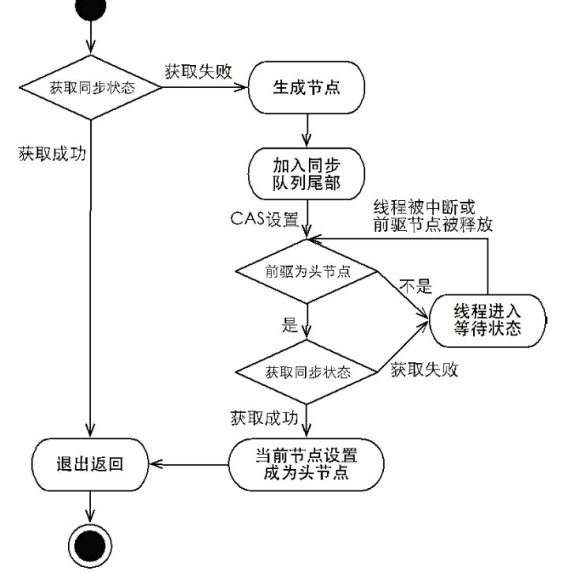 获取同步状态
获取失败
生成节点
获取成功
加入同步
队列尾部
CAS设置
线程被中断或
前驱节点被释放
前驱为头节点
不是
线程进入
等待状态
是
获取同步状态
获取失败
获取成功
退出返回
当前节点设置
成为头节点